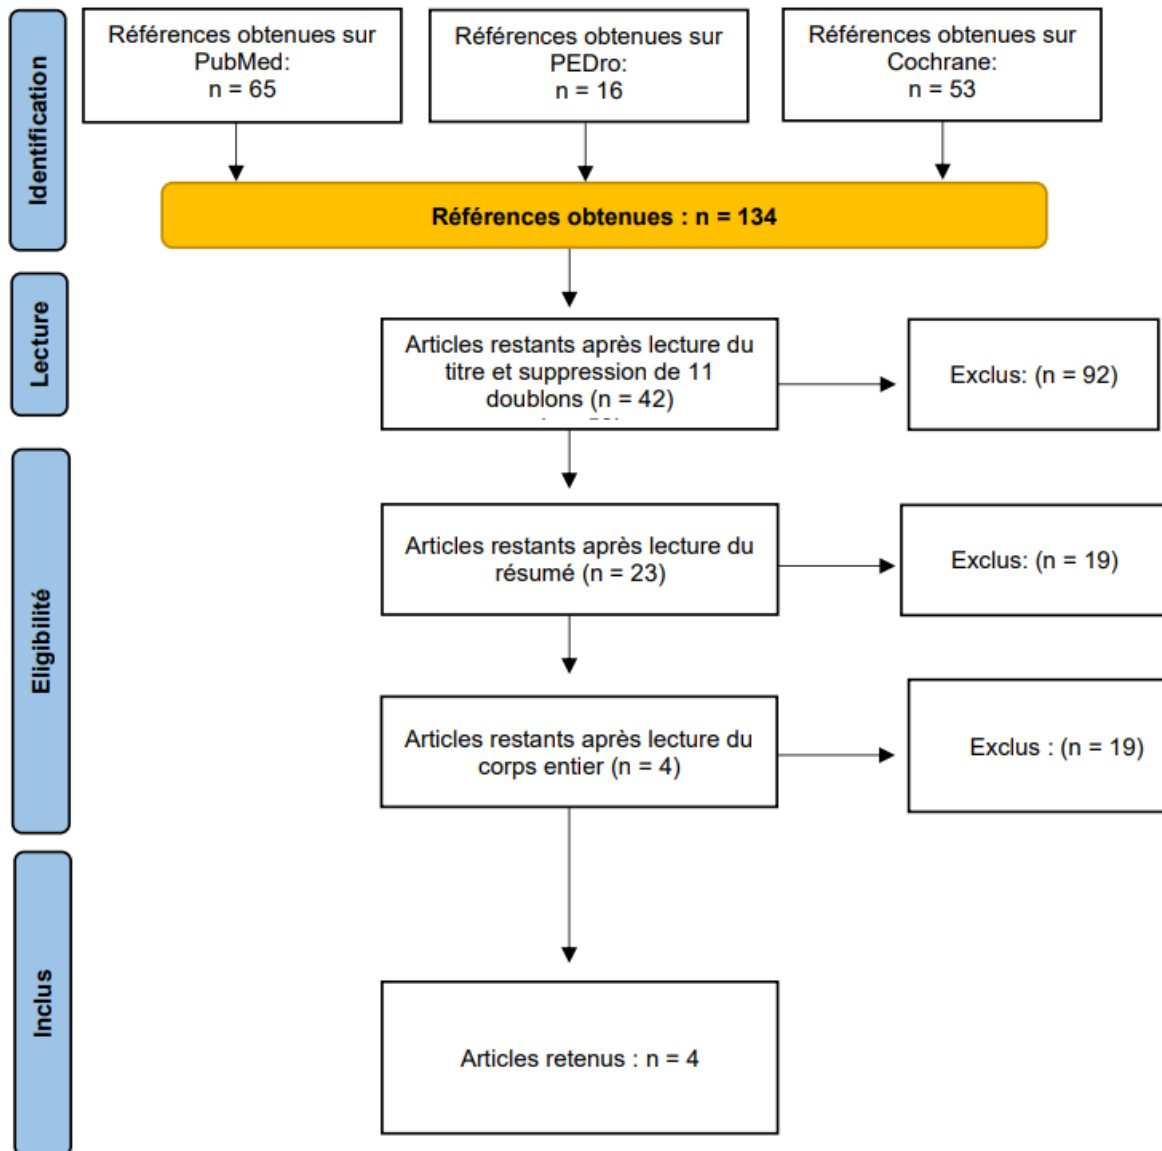 Identification
Références obtenues sur
PubMed:
n = 65
Références obtenues sur
PEDro:
n = 16
Références obtenues sur
Cochrane:
n = 53
Références obtenues : n = 134
Lecture
Articles restants après lecture du
titre et suppression de 11
doublons (n = 42)
Exclus: (n = 92)
Eligibilité
Articles restants après lecture du
résumé (n = 23)
Exclus: (n = 19)
Articles restants après lecture du
corps entier (n = 4)
Exclus : (n = 19)
Inclus
Articles retenus : n = 4